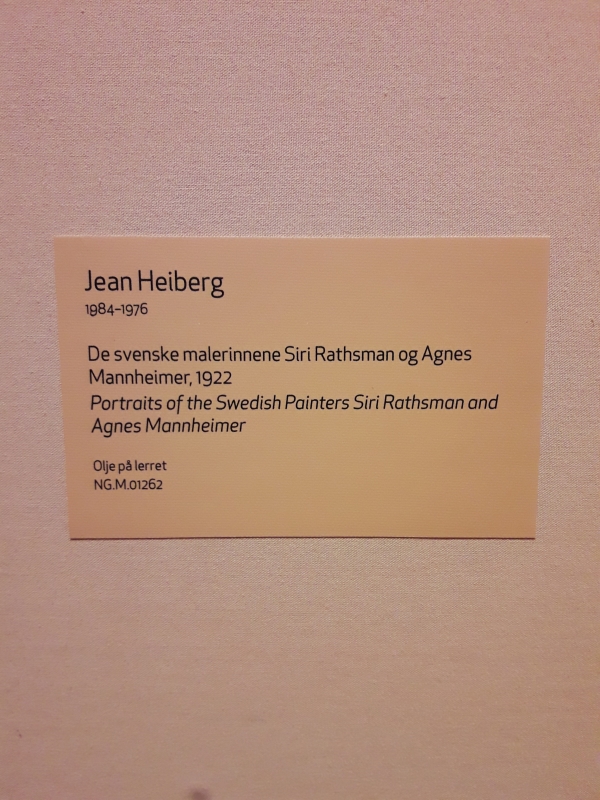 Jean Heiberg
1984–1976
De svenske malerinnene Siri Rathsman og Agnes
Mannheimer, 1922
Portraits of the Swedish Painters Siri Rathsman and
Agnes Mannheimer
Olje på lerret
NG.M.01262